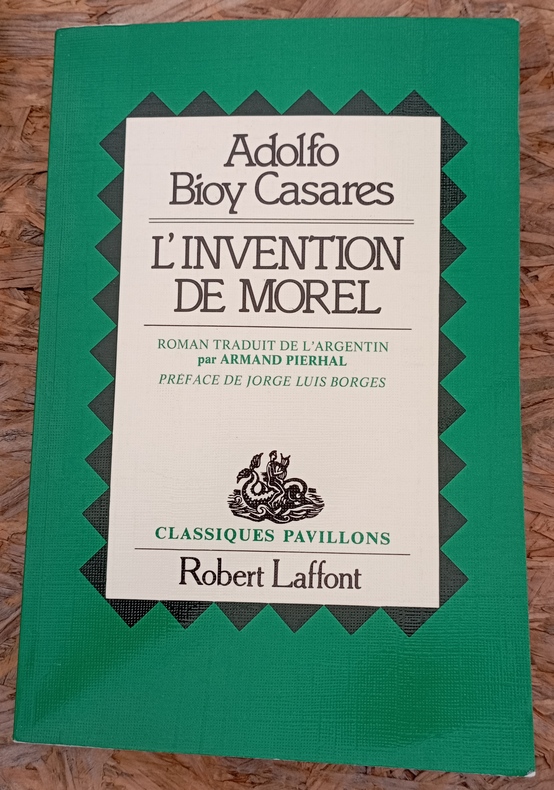 Adolfo
Bioy Casares
L'INVENTION
DE MOREL
ROMAN TRADUIT DE L'ARGENTIN
par ARMAND PIERHAL
PRÉFACE DE JORGE LUIS BORGES
CLASSIQUES PAVILLONS
Robert Laffont